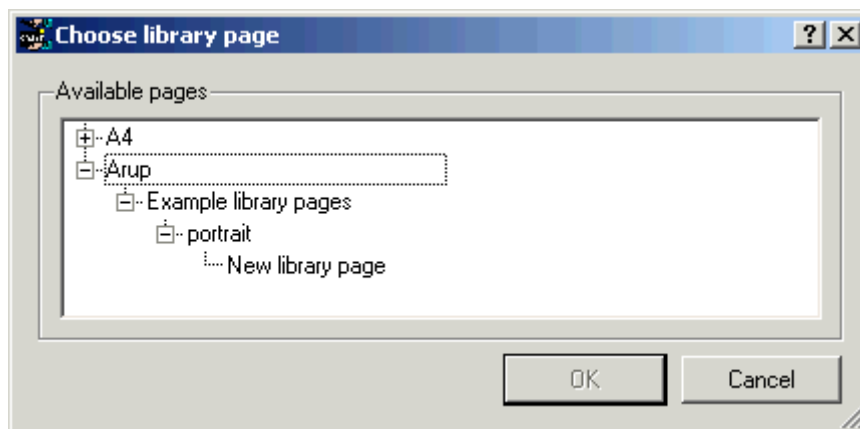 Choose library page
Available pages
A4
Arup
Example library pages
portrait
New library page
OK
Cancel